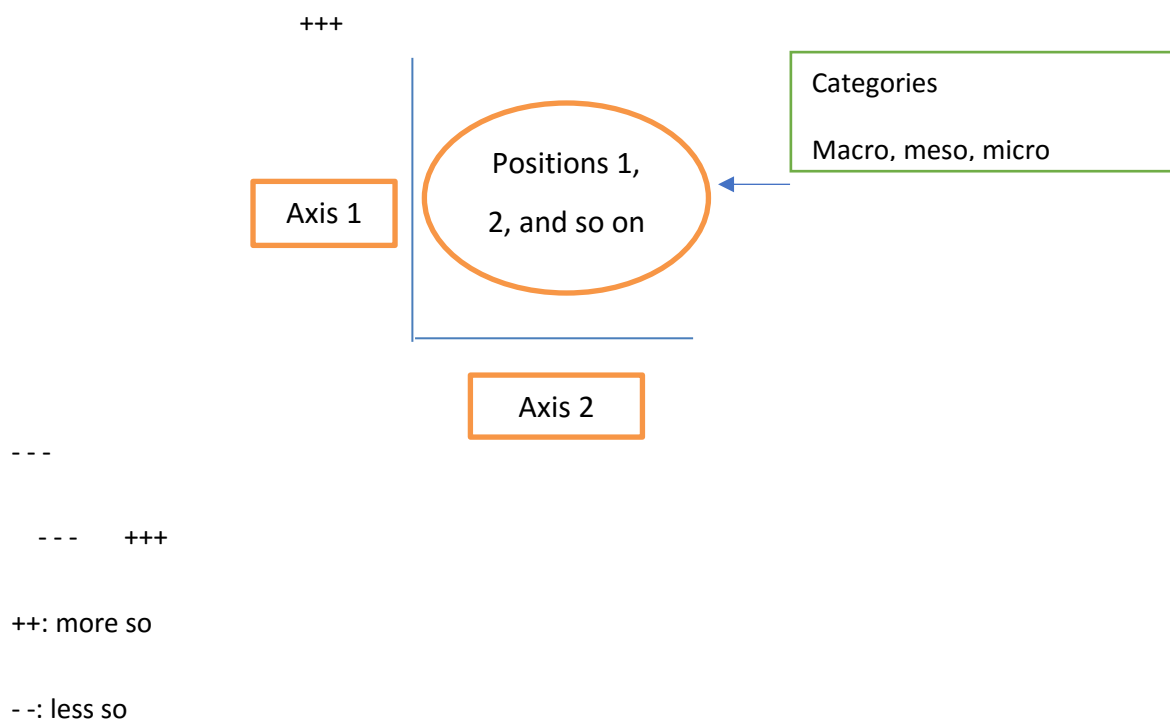 +++
Categories
Macro, meso, micro
Positions 1,
2, and so on
Axis 1
Axis 2
- - -
- - - +++
++: more so
- -: less so